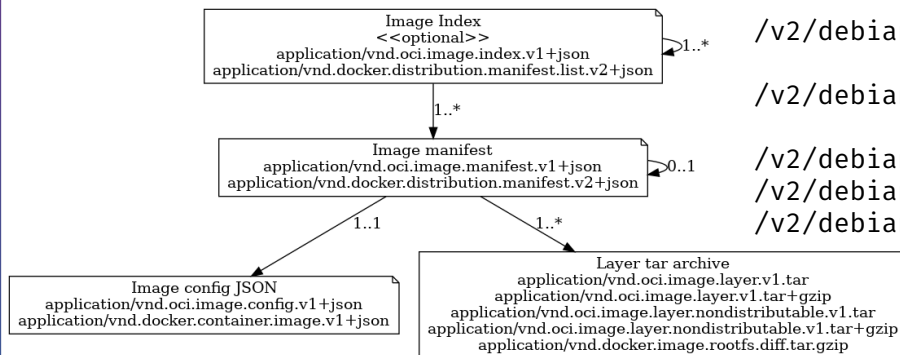 Image Index
<<optional>>
application/vnd.oci.image.index.v1+json
application/vnd.docker.distribution.manifest.list.v2+json
1..*
1..*
Image manifest
application/vnd.oci.image.manifest.v1+json
application/vnd.docker.distribution.manifest.v2+json
0..1
1..1
1..*
Image config JSON
application/vnd.oci.image.config.v1+json
application/vnd.docker.container.image.v1+json
Layer tar archive
application/vnd.oci.image.layer.v1.tar
application/vnd.oci.image.layer.v1.tar+gzip
application/vnd.oci.image.layer.nondistributable.v1.tar
application/vnd.oci.image.layer.nondistributable.v1.tar+gzip
application/vnd.docker.image.rootfs.diff.tar.gzip
/v2/debia
/v2/debia
/v2/debia
/v2/debia
/v2/debia